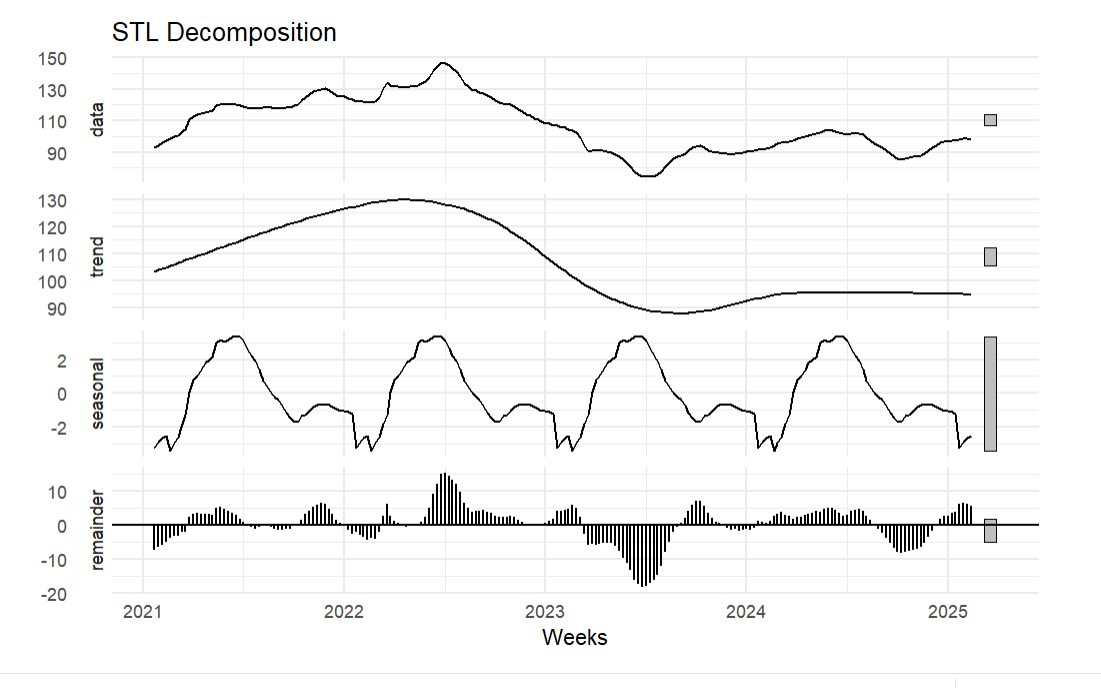 STL Decomposition
150
130
110
90
data
130
120
110
100
90
trend
2
0
-2
seasonal
10
0
-10
-20
remainder
2021 2022 2023 2024 2025
Weeks